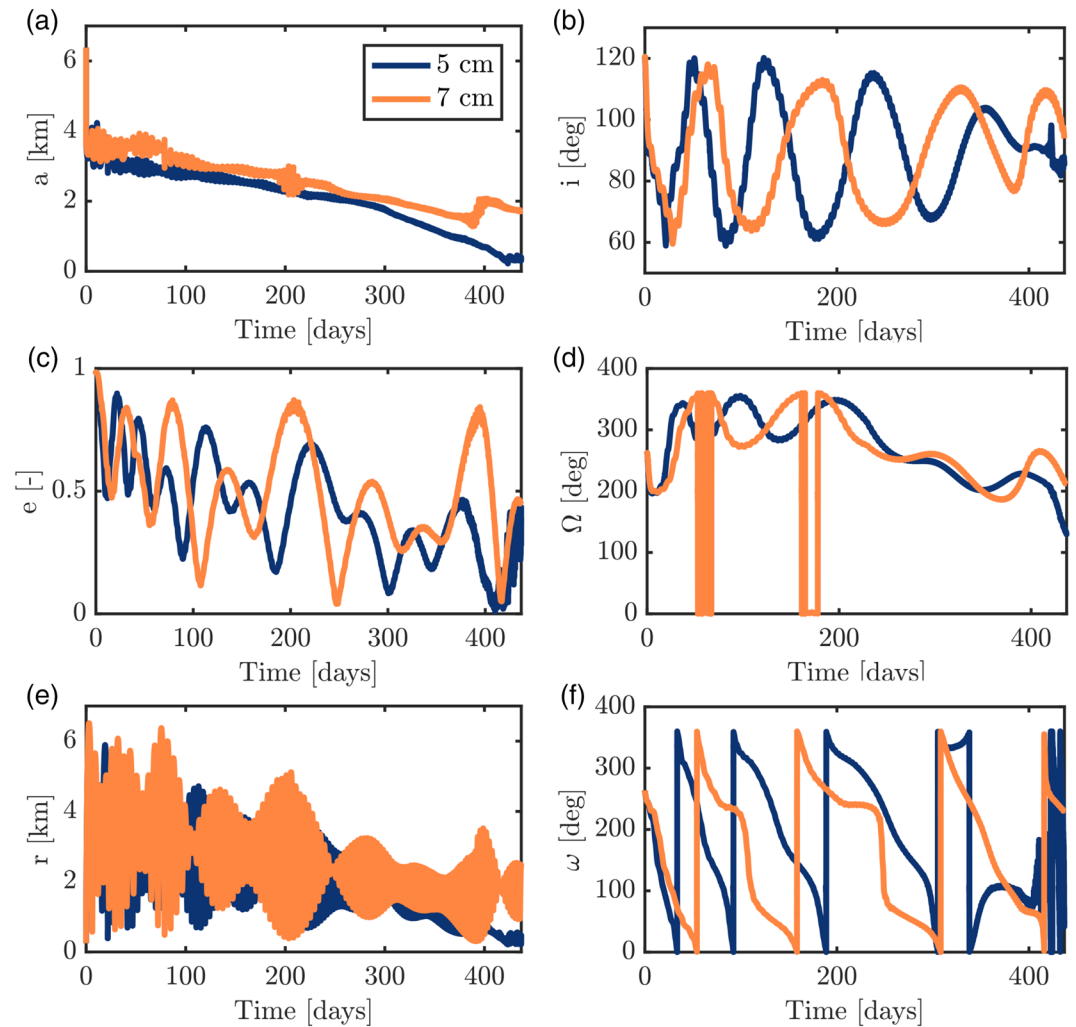 (a)
6
4
2
0
a [km]
5 cm
7 cm
0 100 200 300 400
Time [days]
(b)
120
100
80
60
i [deg]
0 200 400
Time [days]
(c)
1
0.5
0
e [-]
0 100 200 300 400
Time [days]
(d)
400
300
200
100
0
Ω [deg]
0 200 400
Time [days]
(e)
6
4
2
0
r [km]
0 100 200 300 400
Time [days]
(f)
400
300
200
100
0
ω [deg]
0 200 400
Time [days]